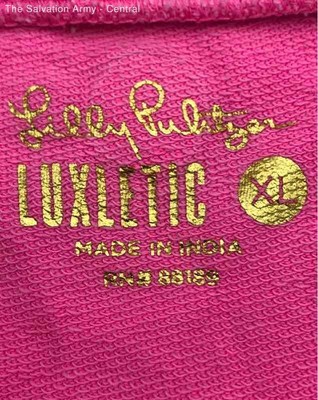 The Salvation Army - Central
Lilly Pulitzer
LUXLETIC XL
MADE IN INDIA
RN# 88189